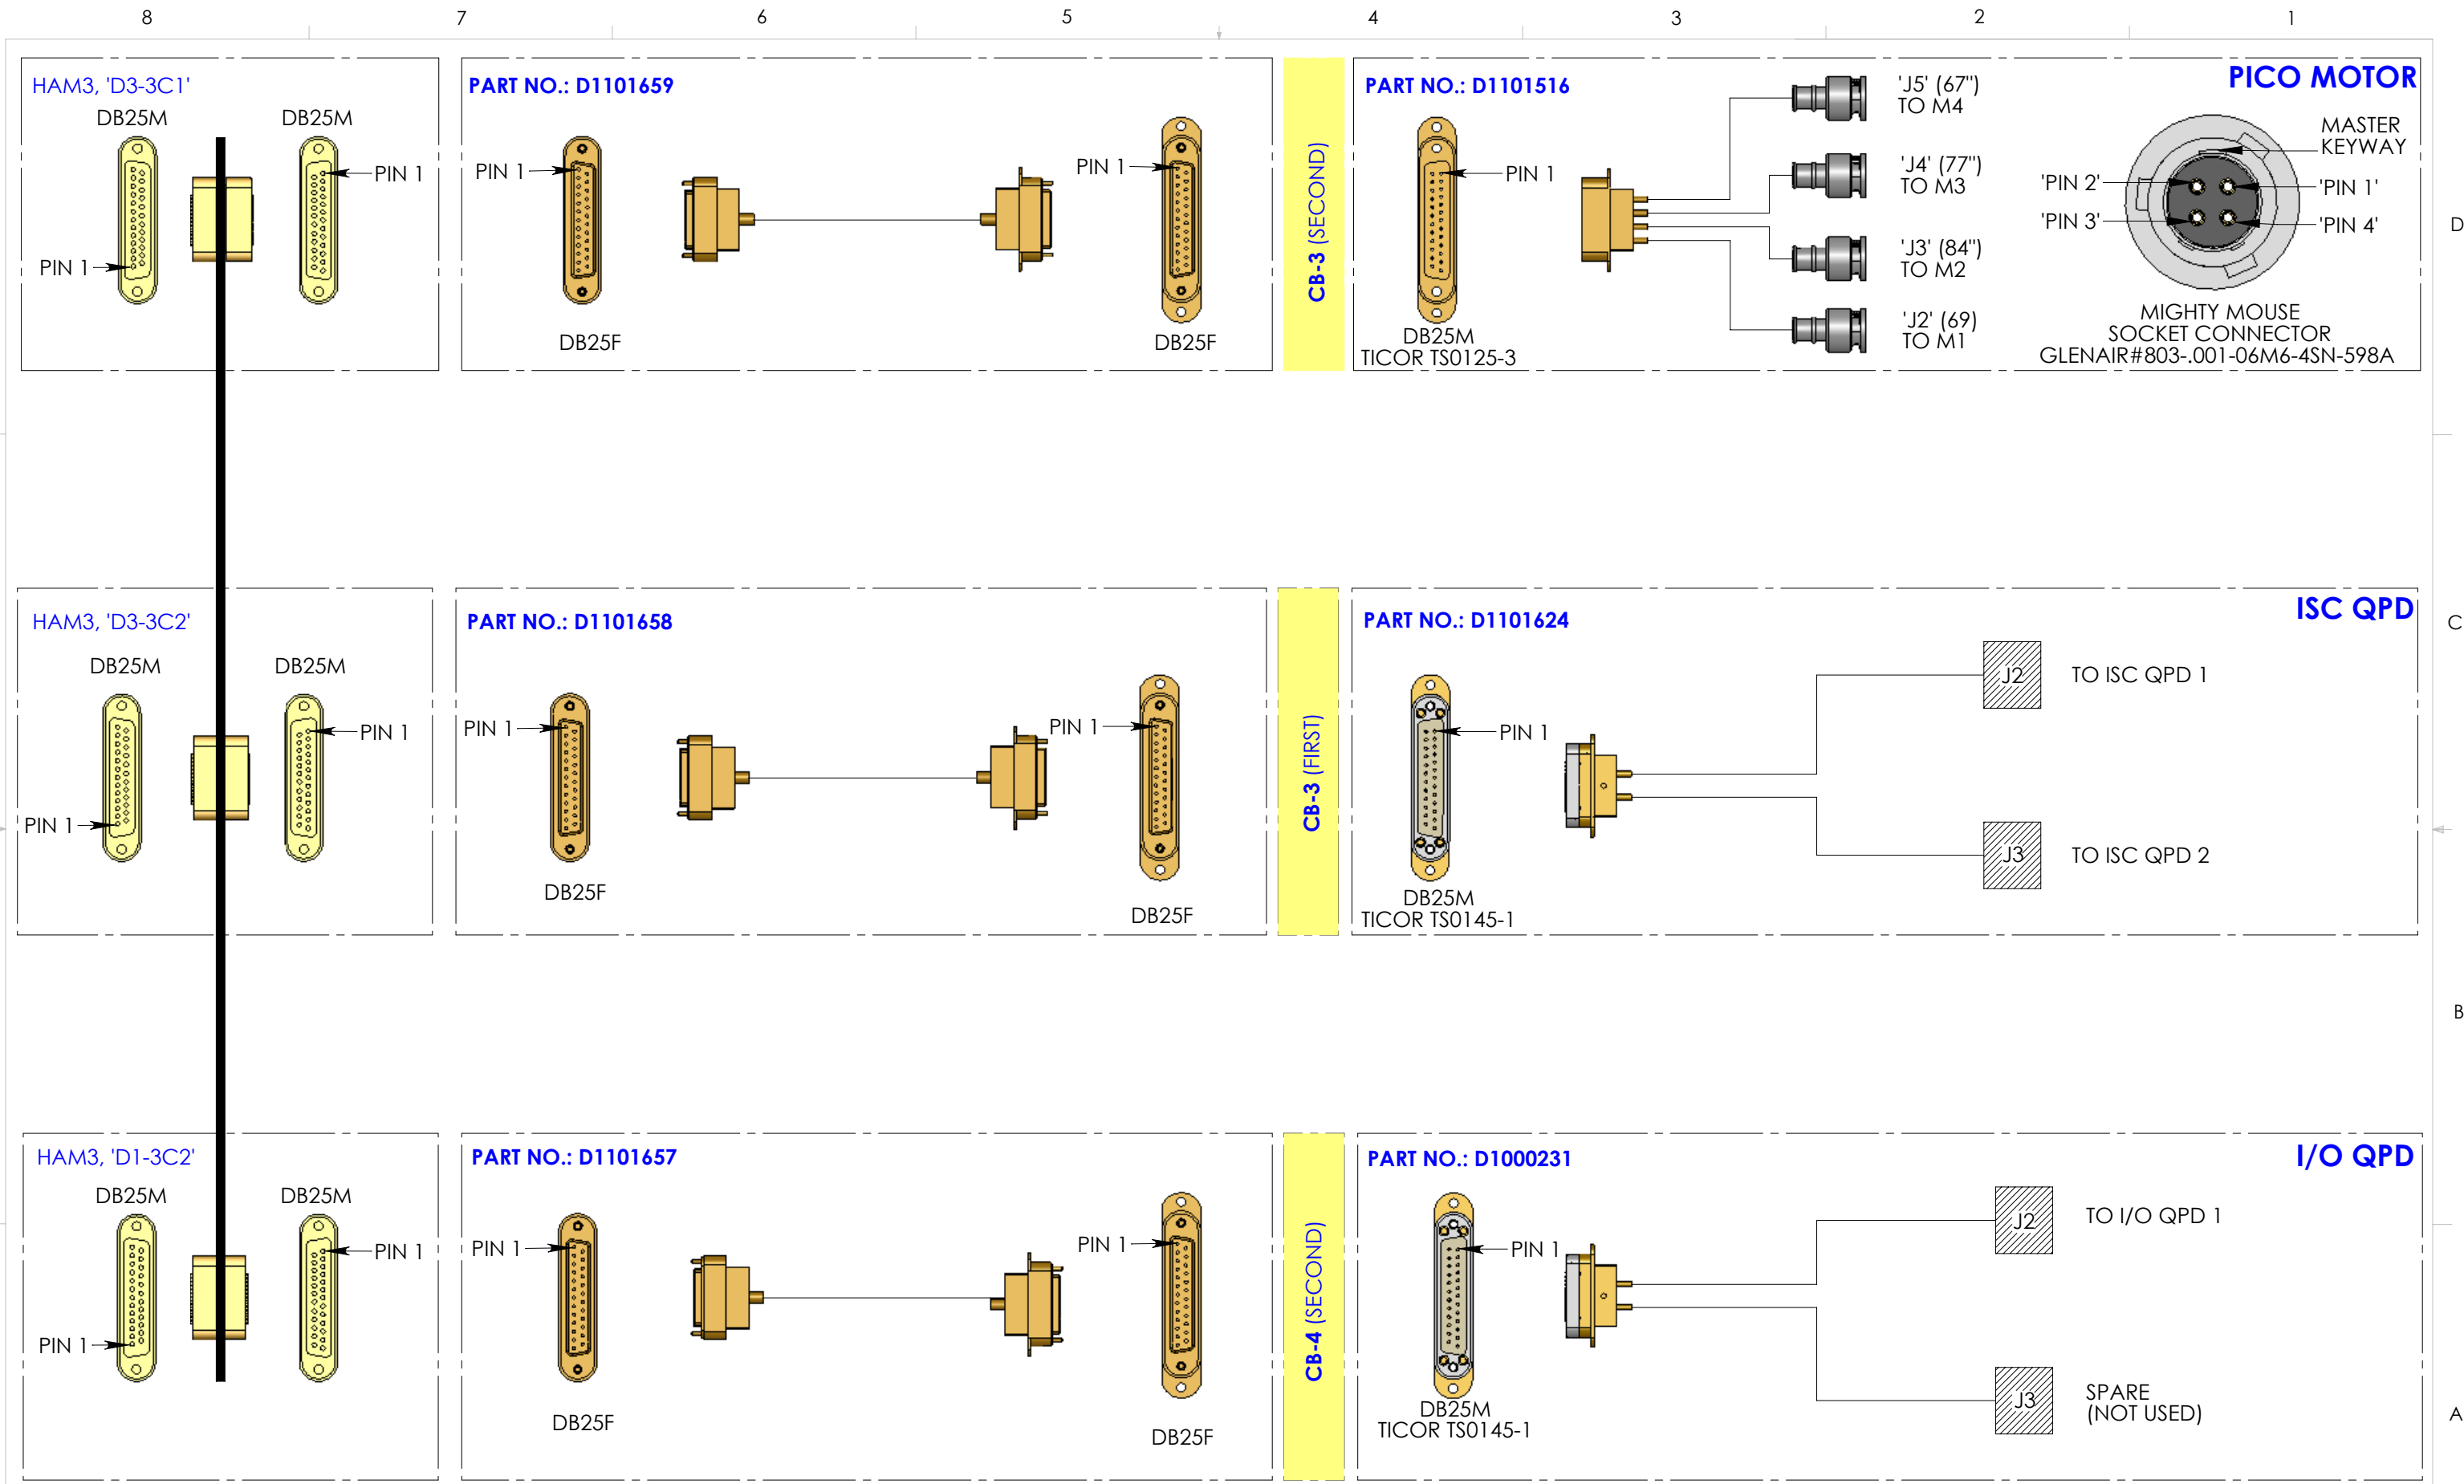 8 7 6 5 4 3 2 1
HAM3, 'D3-3C1'
DB25M
DB25M
PIN 1
PIN 1
PART NO.: D1101659
PIN 1
PIN 1
DB25F
DB25F
CB-3 (SECOND)
PART NO.: D1101516
PICO MOTOR
PIN 1
DB25M
TICOR TS0125-3
'J5' (67")
TO M4
'J4' (77")
TO M3
'J3' (84")
TO M2
'J2' (69)
TO M1
MASTER
KEYWAY
'PIN 2'
'PIN 1'
'PIN 3'
'PIN 4'
MIGHTY MOUSE
SOCKET CONNECTOR
GLENAIR#803-.001-06M6-4SN-598A
D
HAM3, 'D3-3C2'
DB25M
DB25M
PIN 1
PIN 1
PART NO.: D1101658
PIN 1
PIN 1
DB25F
DB25F
CB-3 (FIRST)
PART NO.: D1101624
ISC QPD
PIN 1
DB25M
TICOR TS0145-1
J2
TO ISC QPD 1
J3
TO ISC QPD 2
C
B
HAM3, 'D1-3C2'
DB25M
DB25M
PIN 1
PIN 1
PART NO.: D1101657
PIN 1
PIN 1
DB25F
DB25F
CB-4 (SECOND)
PART NO.: D1000231
I/O QPD
PIN 1
DB25M
TICOR TS0145-1
J2
TO I/O QPD 1
J3
SPARE
(NOT USED)
A